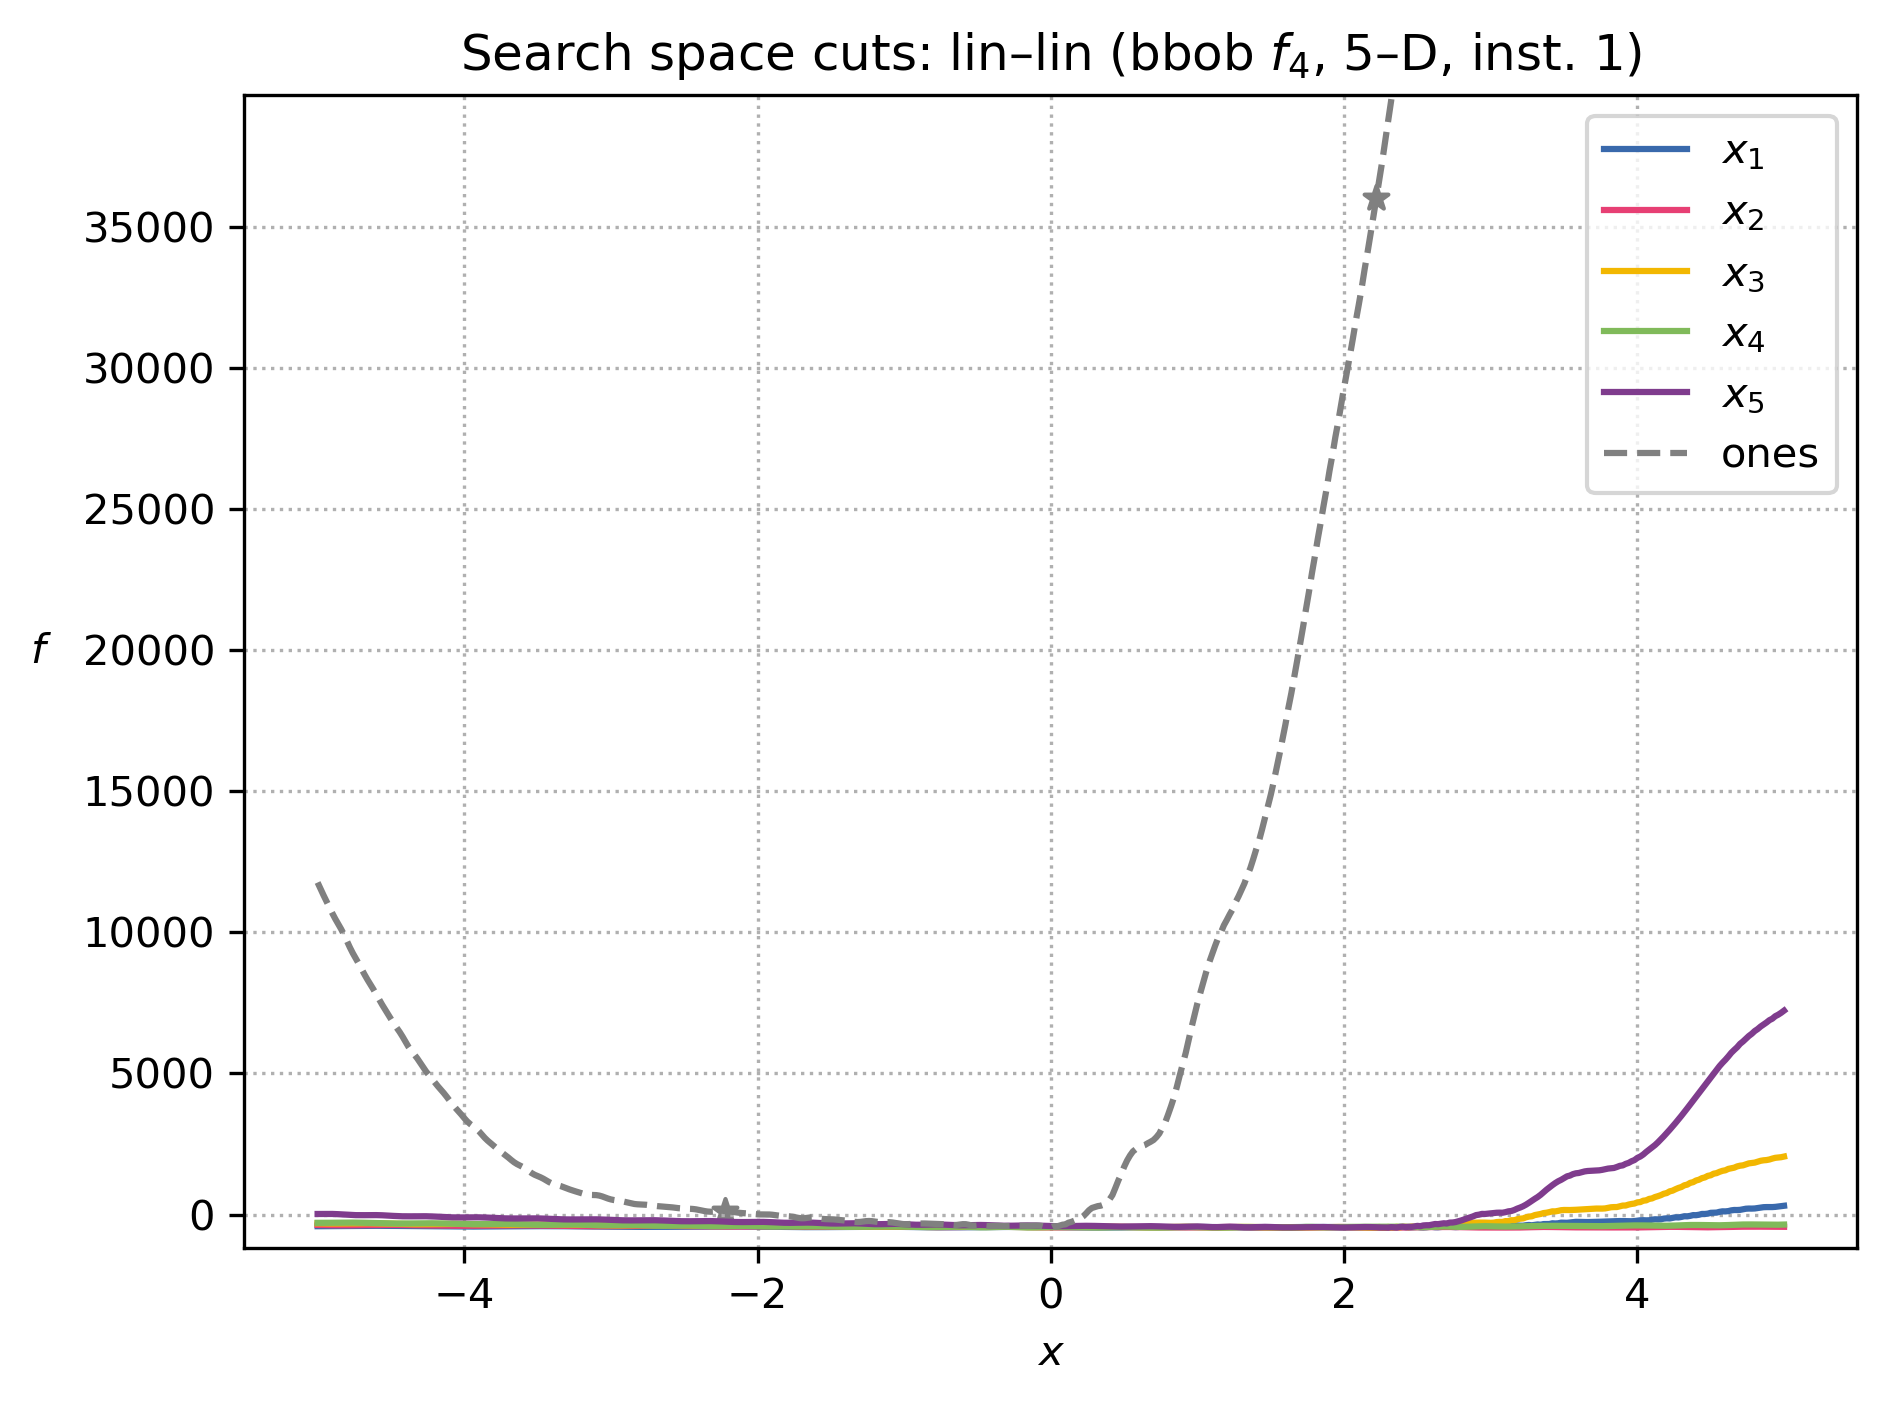 Search space cuts: lin–lin (bbob f₄, 5–D, inst. 1)
x₁
x₂
x₃
x₄
x₅
ones
35000
30000
25000
20000
15000
10000
5000
0
f
−4 −2 0 2 4
x